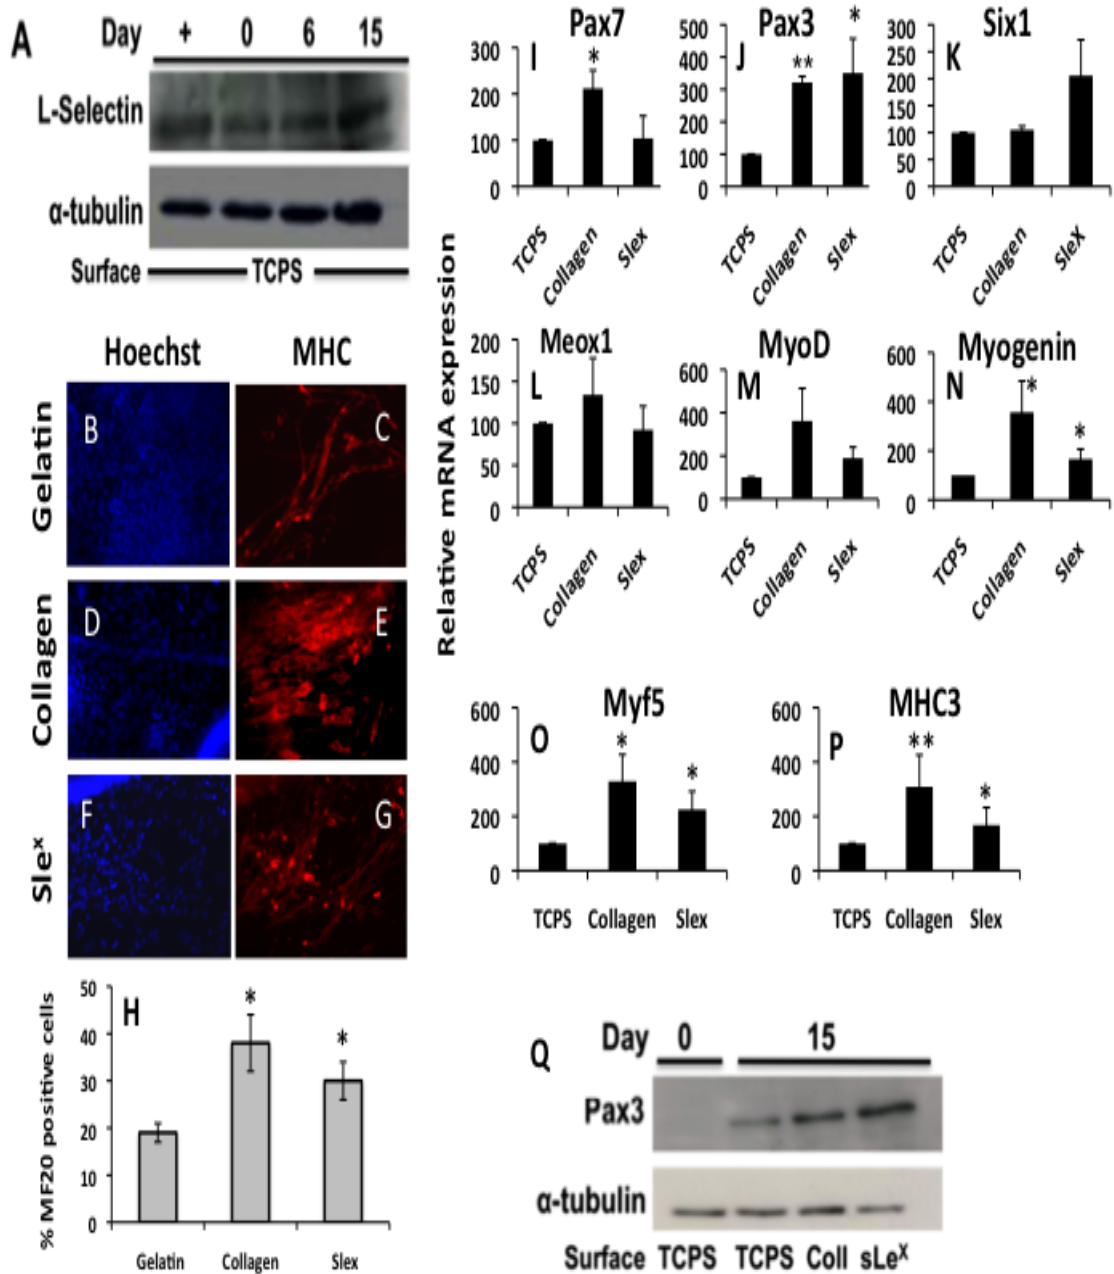 A
Day + 0 6 15
L-Selectin
α-tubulin
Surface TCPS
Hoechst MHC
Gelatin
B
C
Collagen
D
E
Sleˣ
F
G
% MF20 positive cells
H
50
40
30
20
10
0
*
*
Gelatin Collagen Slex
Relative mRNA expression
Pax7
I
300
200
100
0
*
TCPS Collagen Slex
Pax3
J
500
400
300
200
100
0
**
*
TCPS Collagen Slex
Six1
K
300
250
200
150
100
50
0
TCPS Collagen SleX
Meox1
L
200
150
100
50
0
TCPS Collagen Slex
MyoD
M
600
400
200
0
TCPS Collagen Slex
Myogenin
N
600
400
200
0
*
*
TCPS Collagen Slex
Myf5
O
600
400
200
0
*
*
TCPS Collagen Slex
MHC3
P
600
400
200
0
**
*
TCPS Collagen Slex
Q
Day 0 15
Pax3
α-tubulin
Surface TCPS TCPS Coll sLeˣ